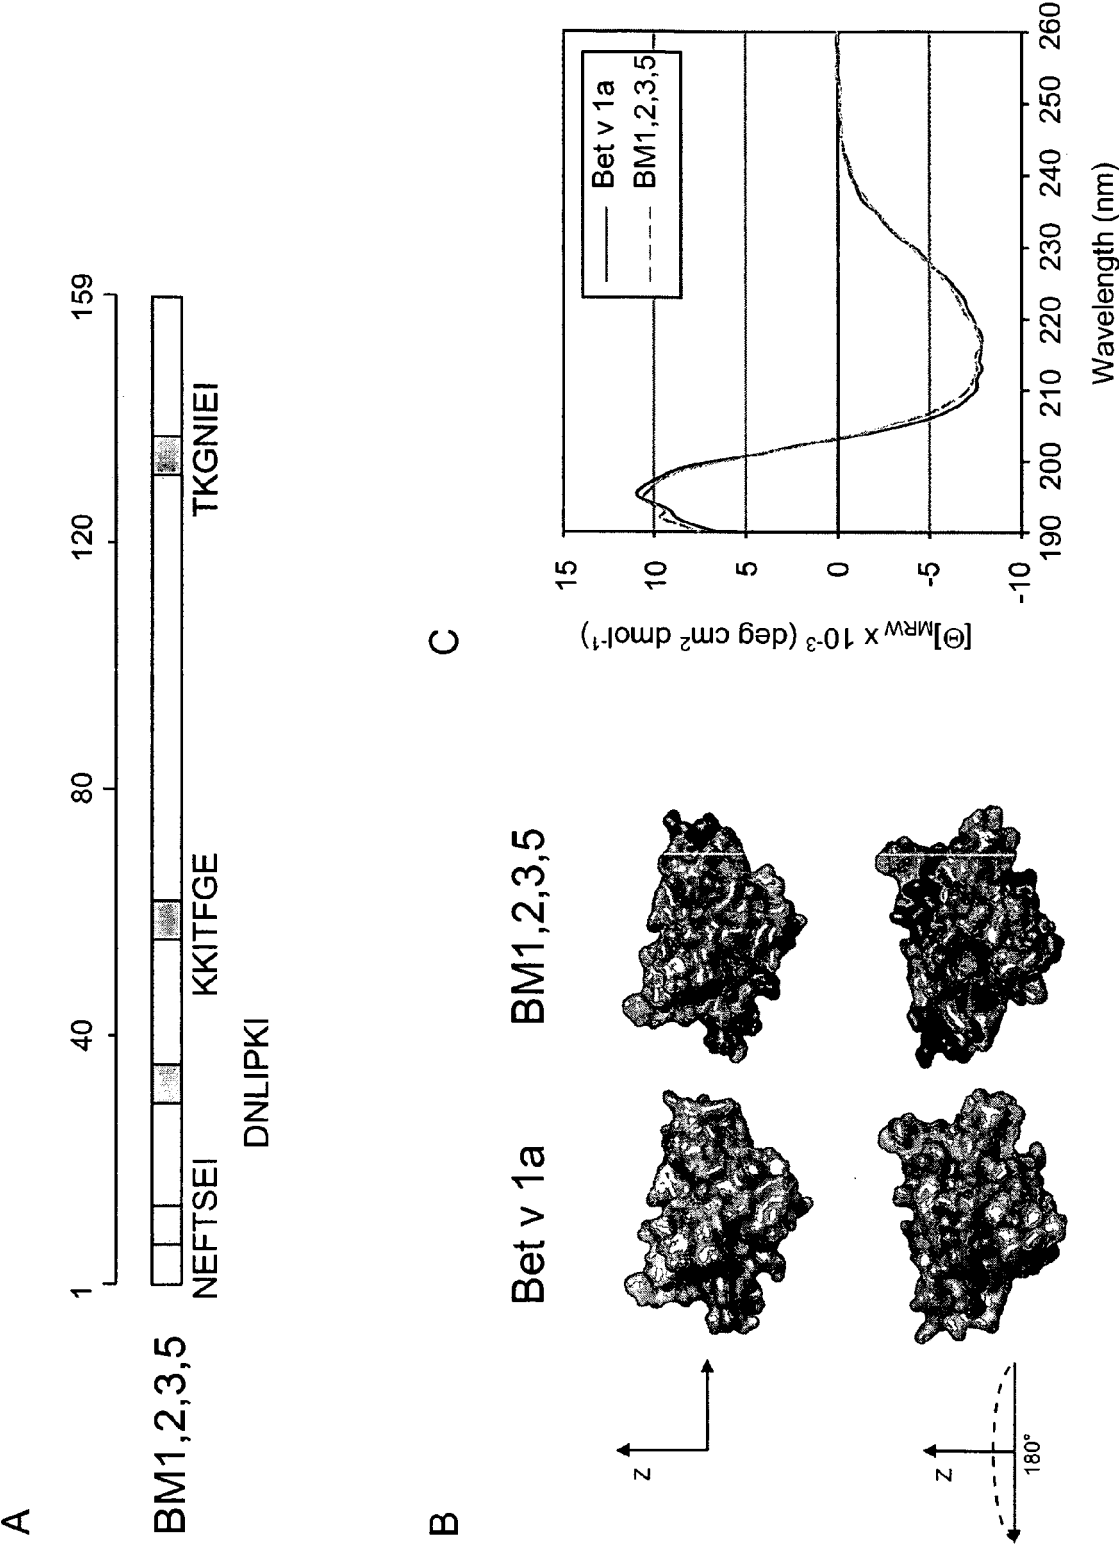 A
1
40
80
120
159
BM1,2,3,5
NEFTSEI
KKITFGE
TKGNIEI
DNLIPKI
B
Bet v 1a
BM1,2,3,5
Z
Z
180°
C
[Θ]MRW x 10-3 (deg cm2 dmol-1)
15
10
5
0
-5
-10
Bet v 1a
BM1,2,3,5
190
200
210
220
230
240
250
260
Wavelength (nm)